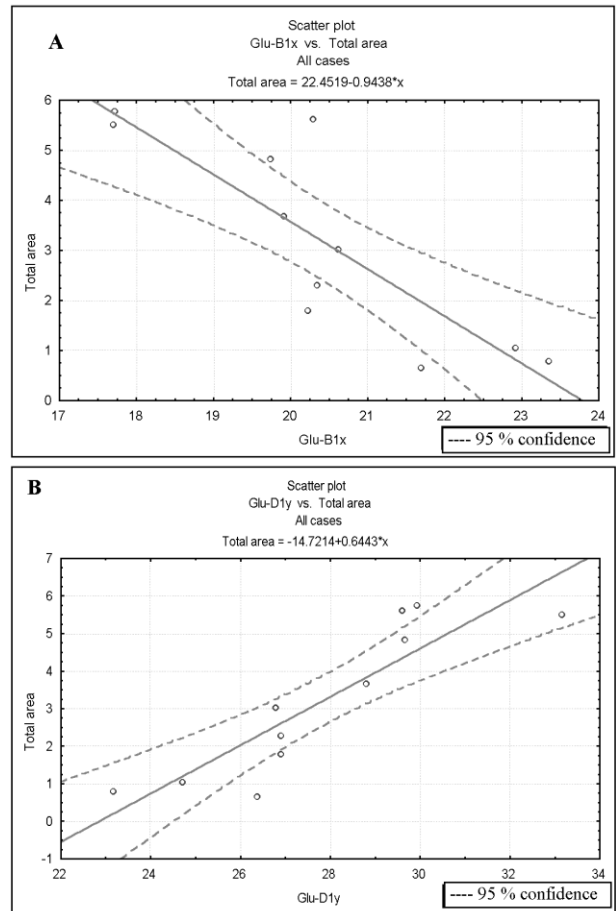 A
Scatter plot
Glu-B1x vs. Total area
All cases
Total area = 22.4519-0.9438*x
6
5
4
3
2
1
0
Total area
17 18 19 20 21 22 23 24
Glu-B1x
---- 95 % confidence
B
Scatter plot
Glu-D1y vs. Total area
All cases
Total area = -14.7214+0.6443*x
7
6
5
4
3
2
1
0
-1
Total area
22 24 26 28 30 32 34
Glu-D1y
---- 95 % confidence